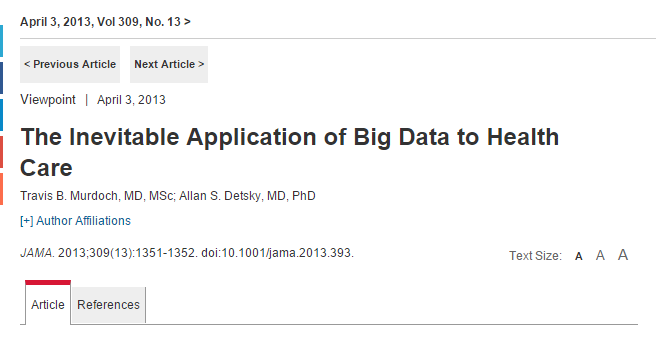 April 3, 2013, Vol 309, No. 13 >
< Previous Article Next Article >
Viewpoint | April 3, 2013
The Inevitable Application of Big Data to Health
Care
Travis B. Murdoch, MD, MSc; Allan S. Detsky, MD, PhD
[+] Author Affiliations
JAMA. 2013;309(13):1351-1352. doi:10.1001/jama.2013.393.
Text Size: A A A
Article References